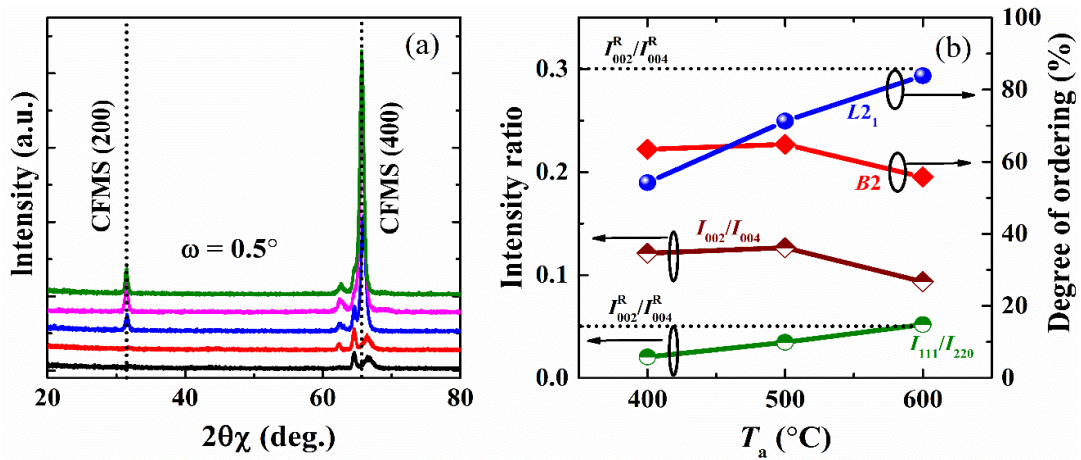 (a)
Intensity (a.u.)
CFMS (200)
CFMS (400)
ω = 0.5°
20 40 60 80
2θχ (deg.)
(b)
Intensity ratio
0.3
0.2
0.1
0.0
I^R_002/I^R_004
L2_1
B2
I_002/I_004
I^R_002/I^R_004
I_111/I_220
100
80
60
40
20
0
Degree of ordering (%)
400 500 600
T_a (°C)